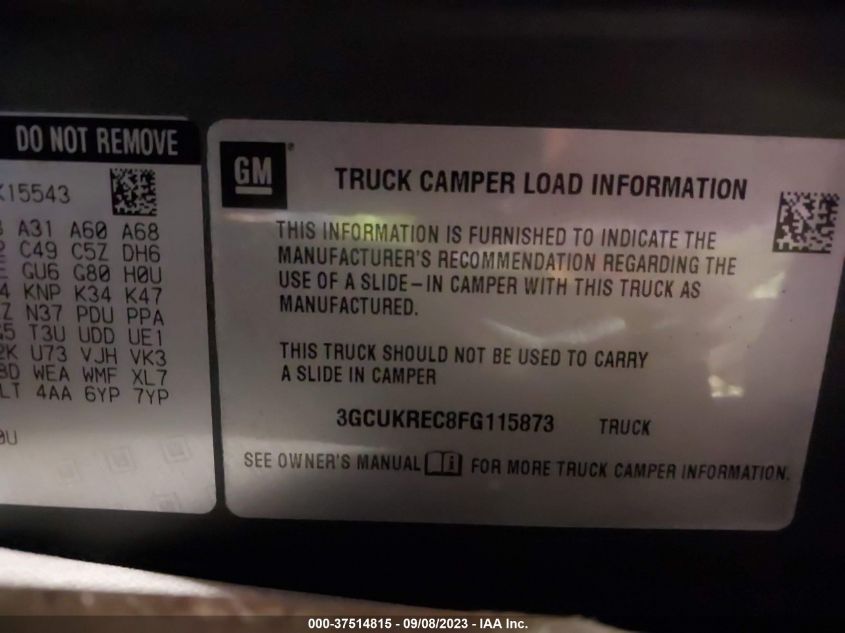 DO NOT REMOVE
K15543
A31 A60 A68
C49 C5Z DH6
GU6 G80 H0U
KNP K34 K47
N37 PDU PPA
T3U UDD UE1
U73 VJH VK3
WEA WMF XL7
LT 4AA 6YP 7YP
0U
GM
TRUCK CAMPER LOAD INFORMATION
THIS INFORMATION IS FURNISHED TO INDICATE THE
MANUFACTURER'S RECOMMENDATION REGARDING THE
USE OF A SLIDE-IN CAMPER WITH THIS TRUCK AS
MANUFACTURED.
THIS TRUCK SHOULD NOT BE USED TO CARRY
A SLIDE IN CAMPER
3GCUKREC8FG115873 TRUCK
SEE OWNER'S MANUAL FOR MORE TRUCK CAMPER INFORMATION.
000-37514815 - 09/08/2023 - IAA Inc.